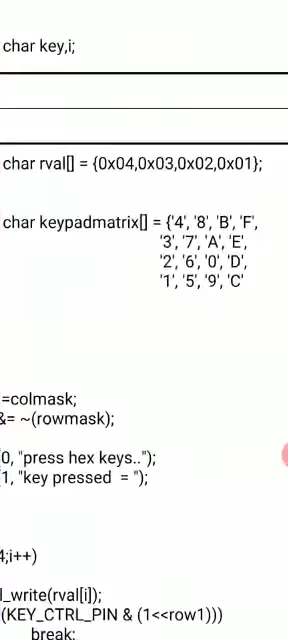 char key,i;
char rval[] = {0x04,0x03,0x02,0x01};
char keypadmatrix[] = {'4', '8', 'B', 'F',
'3', '7', 'A', 'E',
'2', '6', '0', 'D',
'1', '5', '9', 'C'
=colmask;
&= ~(rowmask);
0, "press hex keys..");
1, "key pressed = ");
4;i++)
l_write(rval[i]);
(KEY_CTRL_PIN & (1<<row1)))
break;